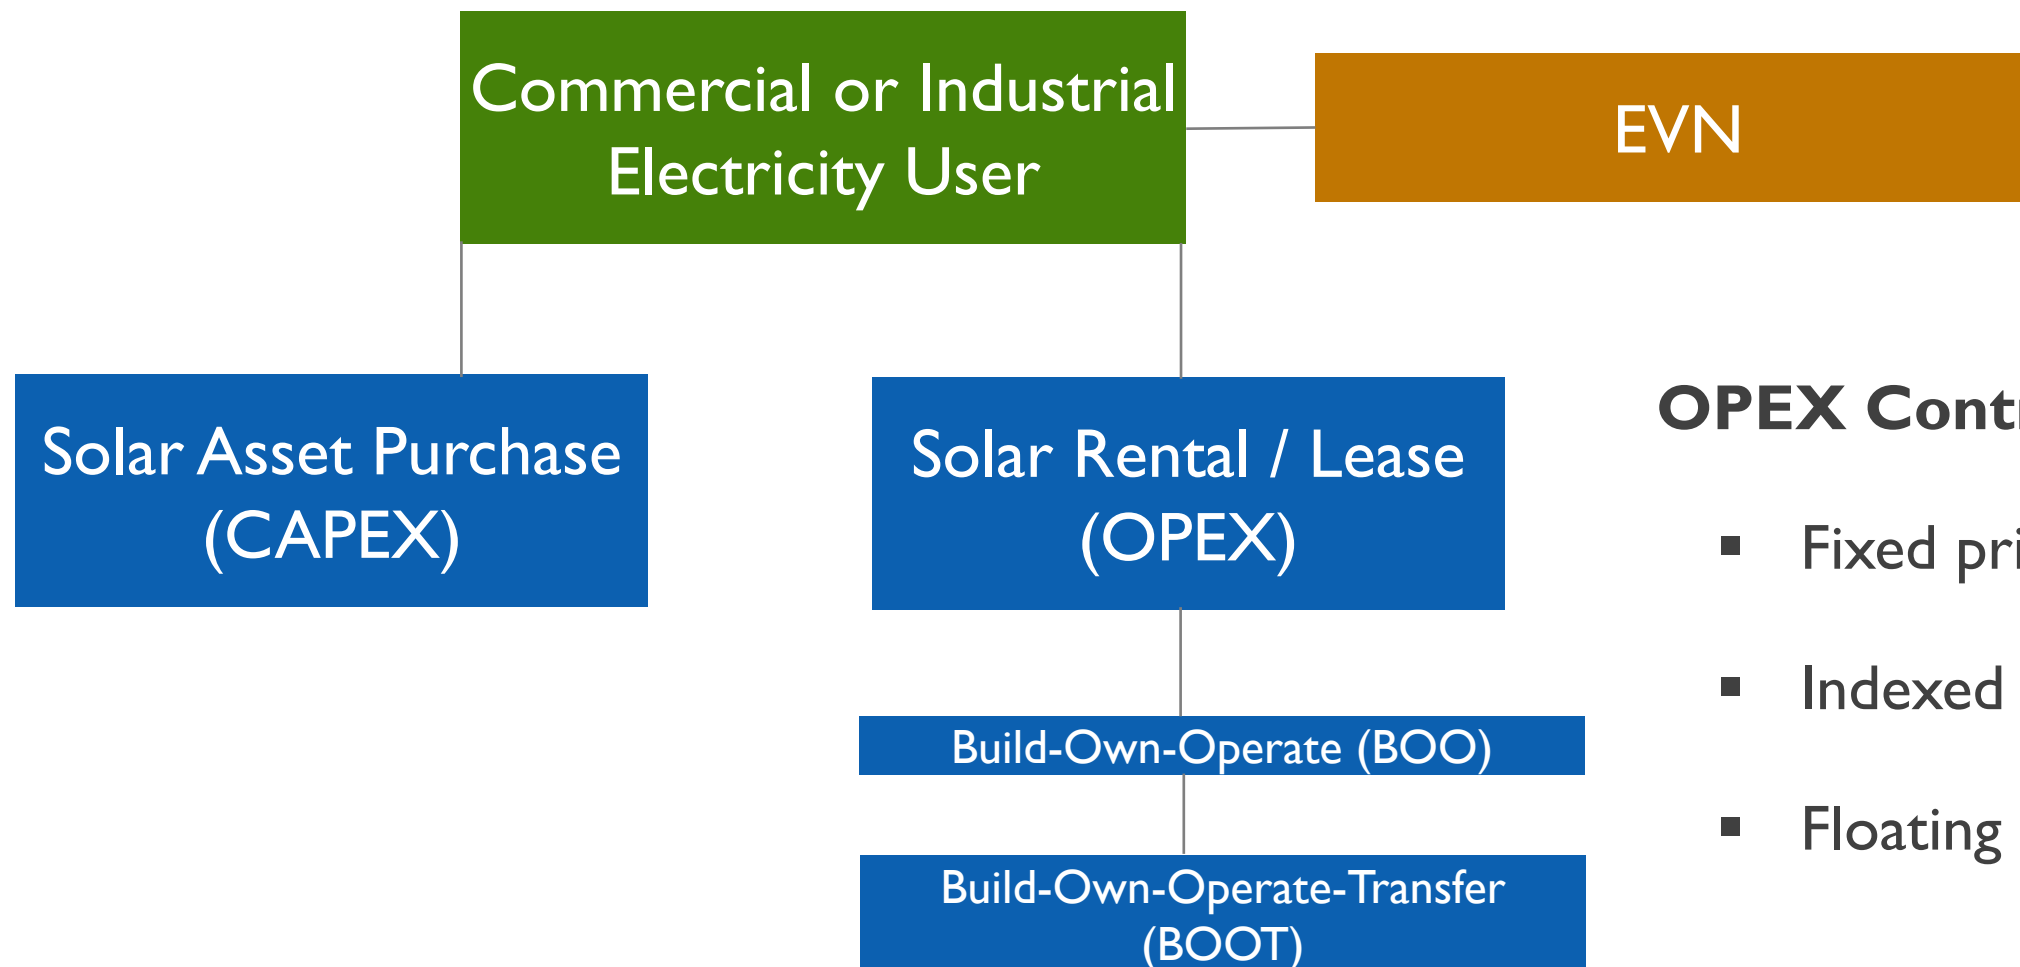 Commercial or Industrial
Electricity User
EVN
Solar Asset Purchase
(CAPEX)
Solar Rental / Lease
(OPEX)
Build-Own-Operate (BOO)
Build-Own-Operate-Transfer
(BOOT)
OPEX
Fixed
Indexed
Floating